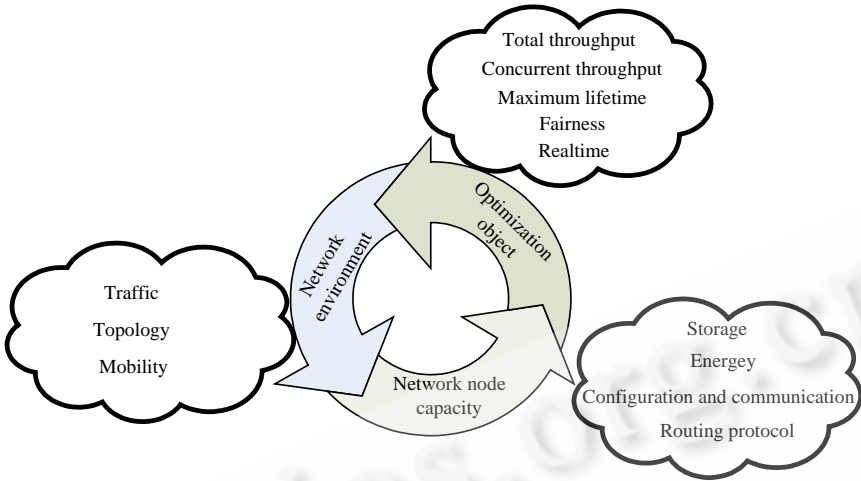 Total throughput
Concurrent throughput
Maximum lifetime
Fairness
Realtime
Optimization
object
Network
environment
Traffic
Topology
Mobility
Network node
capacity
Storage
Energey
Configuration and communication
Routing protocol